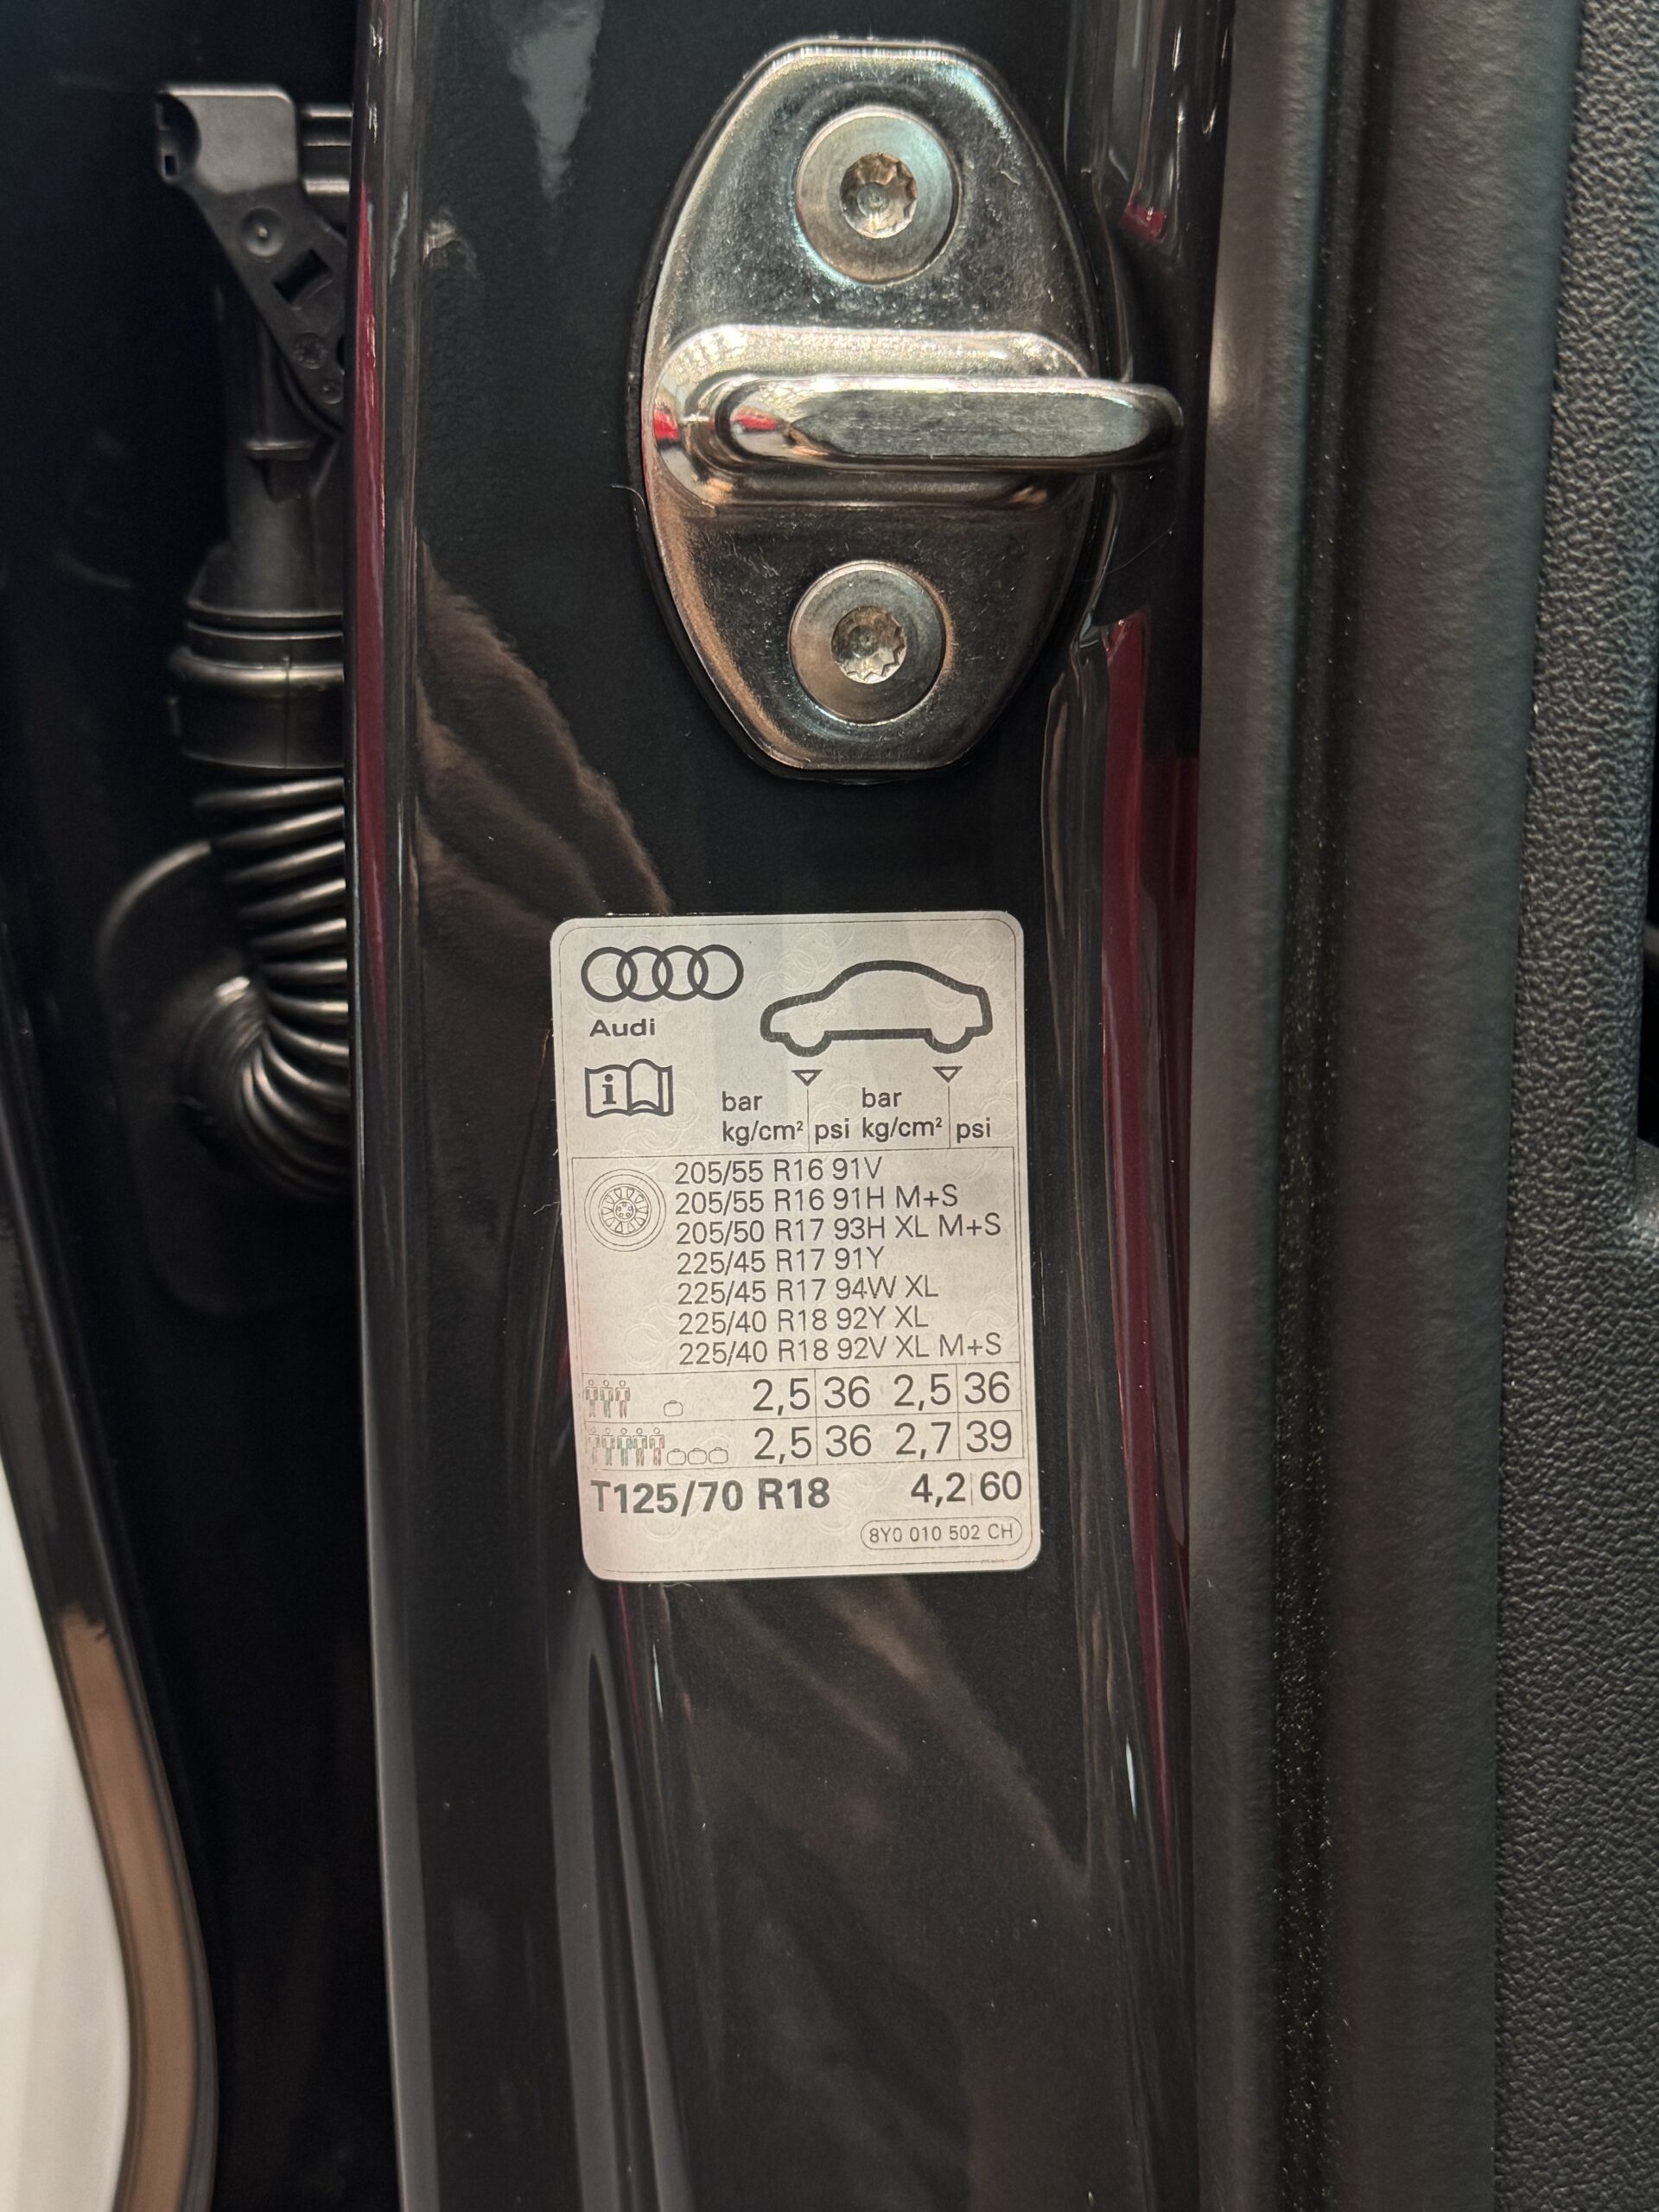 Audi
i
bar bar
kg/cm² psi kg/cm² psi
205/55 R16 91V
205/55 R16 91H M+S
205/50 R17 93H XL M+S
225/45 R17 91Y
225/45 R17 94W XL
225/40 R18 92Y XL
225/40 R18 92V XL M+S
2,5 36 2,5 36
2,5 36 2,7 39
T125/70 R18 4,2 60
8Y0 010 502 CH